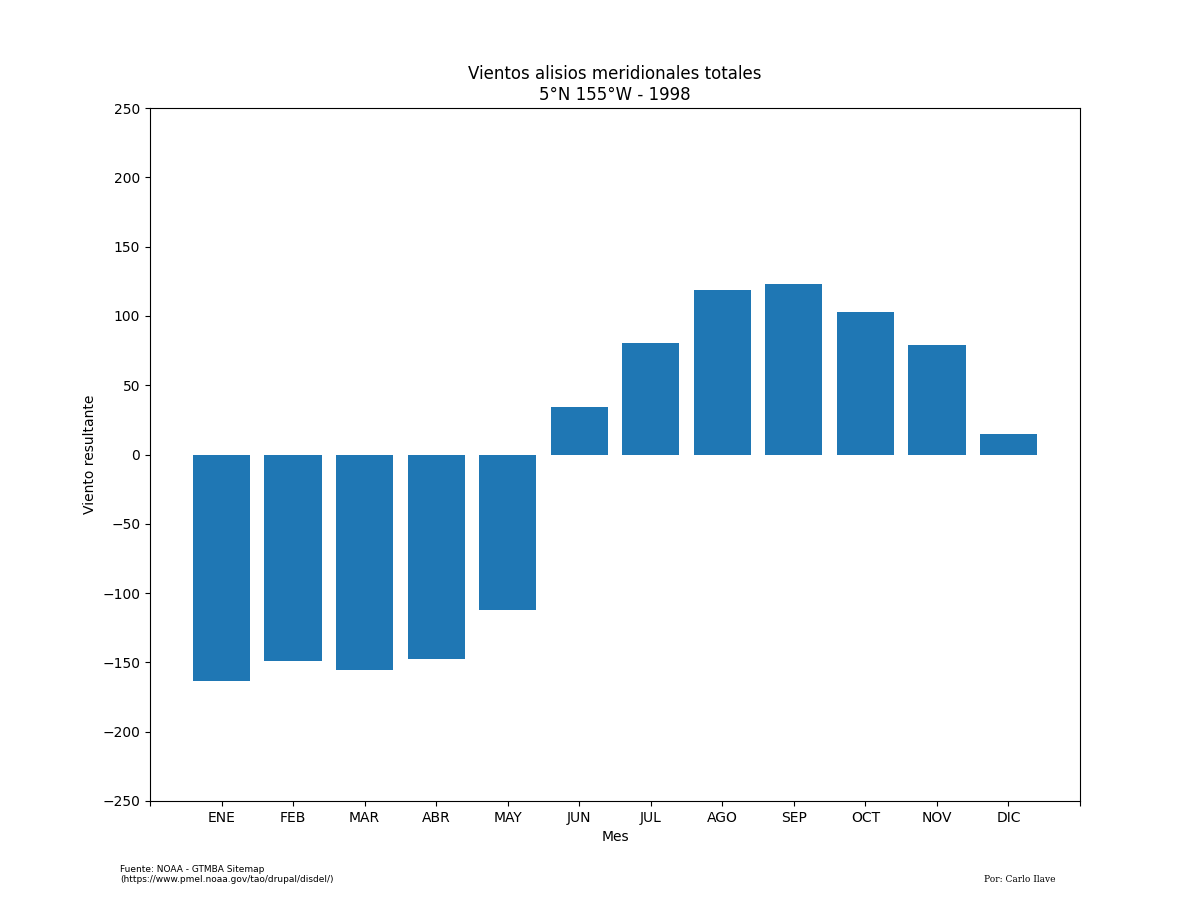 Vientos alisios meridionales totales
5°N 155°W - 1998
250
200
150
100
50
0
−50
−100
−150
−200
−250
Viento resultante
ENE FEB MAR ABR MAY JUN JUL AGO SEP OCT NOV DIC
Mes
Fuente: NOAA - GTMBA Sitemap
(https://www.pmel.noaa.gov/tao/drupal/disdel/)
Por: Carlo Ilave